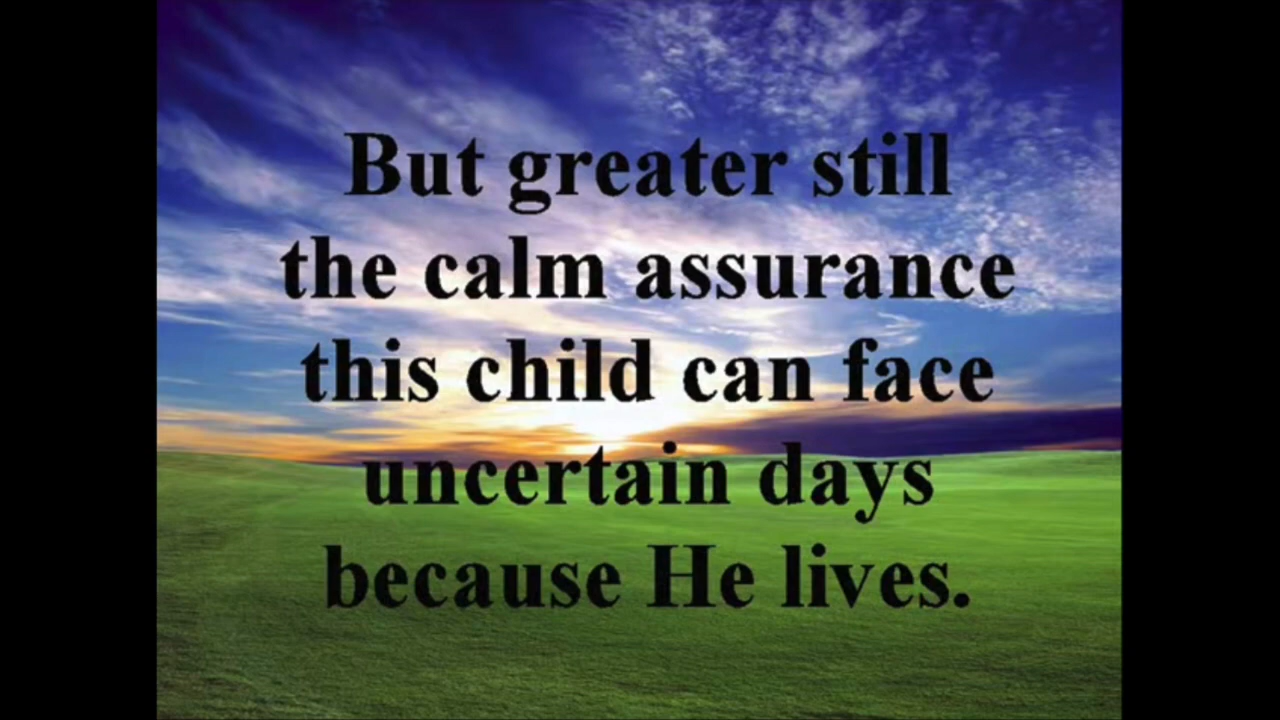 But greater still
the calm assurance
this child can face
uncertain days
because He lives.